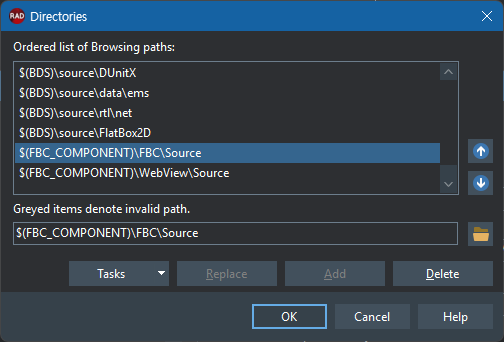 RAD Directories
Ordered list of Browsing paths:
$(BDS)\source\DUnitX
$(BDS)\source\data\ems
$(BDS)\source\rtl\net
$(BDS)\source\FlatBox2D
$(FBC_COMPONENT)\FBC\Source
$(FBC_COMPONENT)\WebView\Source
Greyed items denote invalid path.
$(FBC_COMPONENT)\FBC\Source
Tasks Replace Add Delete
OK Cancel Help